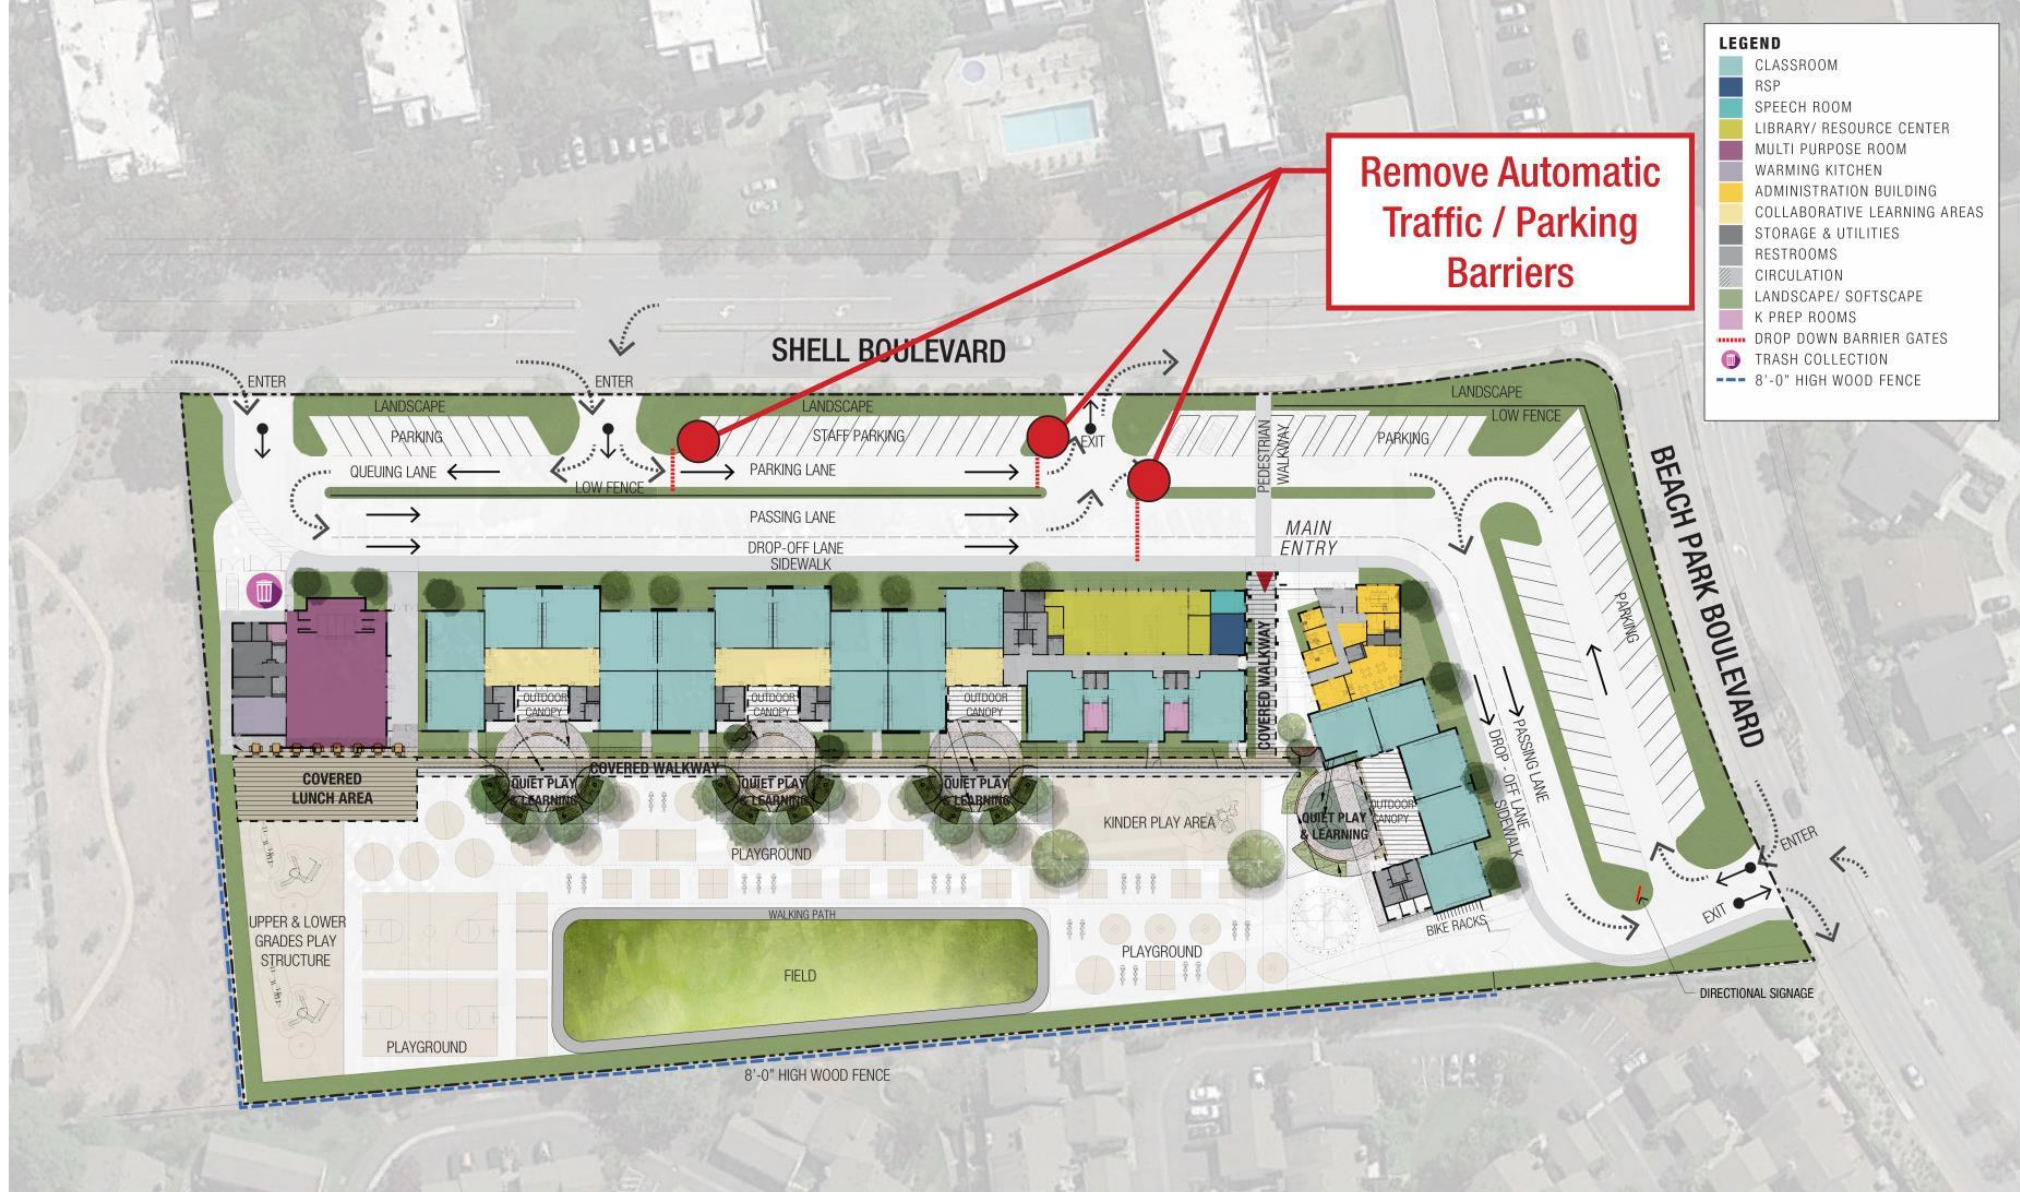 LEGEND
CLASSROOM
RSP
SPEECH ROOM
LIBRARY/ RESOURCE CENTER
MULTI PURPOSE ROOM
WARMING KITCHEN
ADMINISTRATION BUILDING
COLLABORATIVE LEARNING AREAS
STORAGE & UTILITIES
RESTROOMS
CIRCULATION
LANDSCAPE/ SOFTSCAPE
K PREP ROOMS
DROP DOWN BARRIER GATES
TRASH COLLECTION
8'-0" HIGH WOOD FENCE
Remove Automatic
Traffic / Parking
Barriers
SHELL BOULEVARD
ENTER
ENTER
LANDSCAPE
LANDSCAPE
LANDSCAPE
LOW FENCE
PARKING
STAFF PARKING
EXIT
PEDESTRIAN
WALKWAY
PARKING
QUEUING LANE
PARKING LANE
LOW FENCE
PASSING LANE
MAIN
ENTRY
DROP-OFF LANE
SIDEWALK
BEACH PARK BOULEVARD
PARKING
COVERED WALKWAY
OUTDOOR
CANOPY
OUTDOOR
CANOPY
OUTDOOR
CANOPY
PASSING LANE
DROP - OFF LANE
SIDEWALK
COVERED WALKWAY
COVERED
LUNCH AREA
QUIET PLAY
& LEARNING
QUIET PLAY
& LEARNING
QUIET PLAY
& LEARNING
OUTDOOR
CANOPY
QUIET PLAY
& LEARNING
KINDER PLAY AREA
PLAYGROUND
ENTER
EXIT
WALKING PATH
UPPER & LOWER
GRADES PLAY
STRUCTURE
BIKE RACKS
PLAYGROUND
FIELD
DIRECTIONAL SIGNAGE
PLAYGROUND
8'-0" HIGH WOOD FENCE